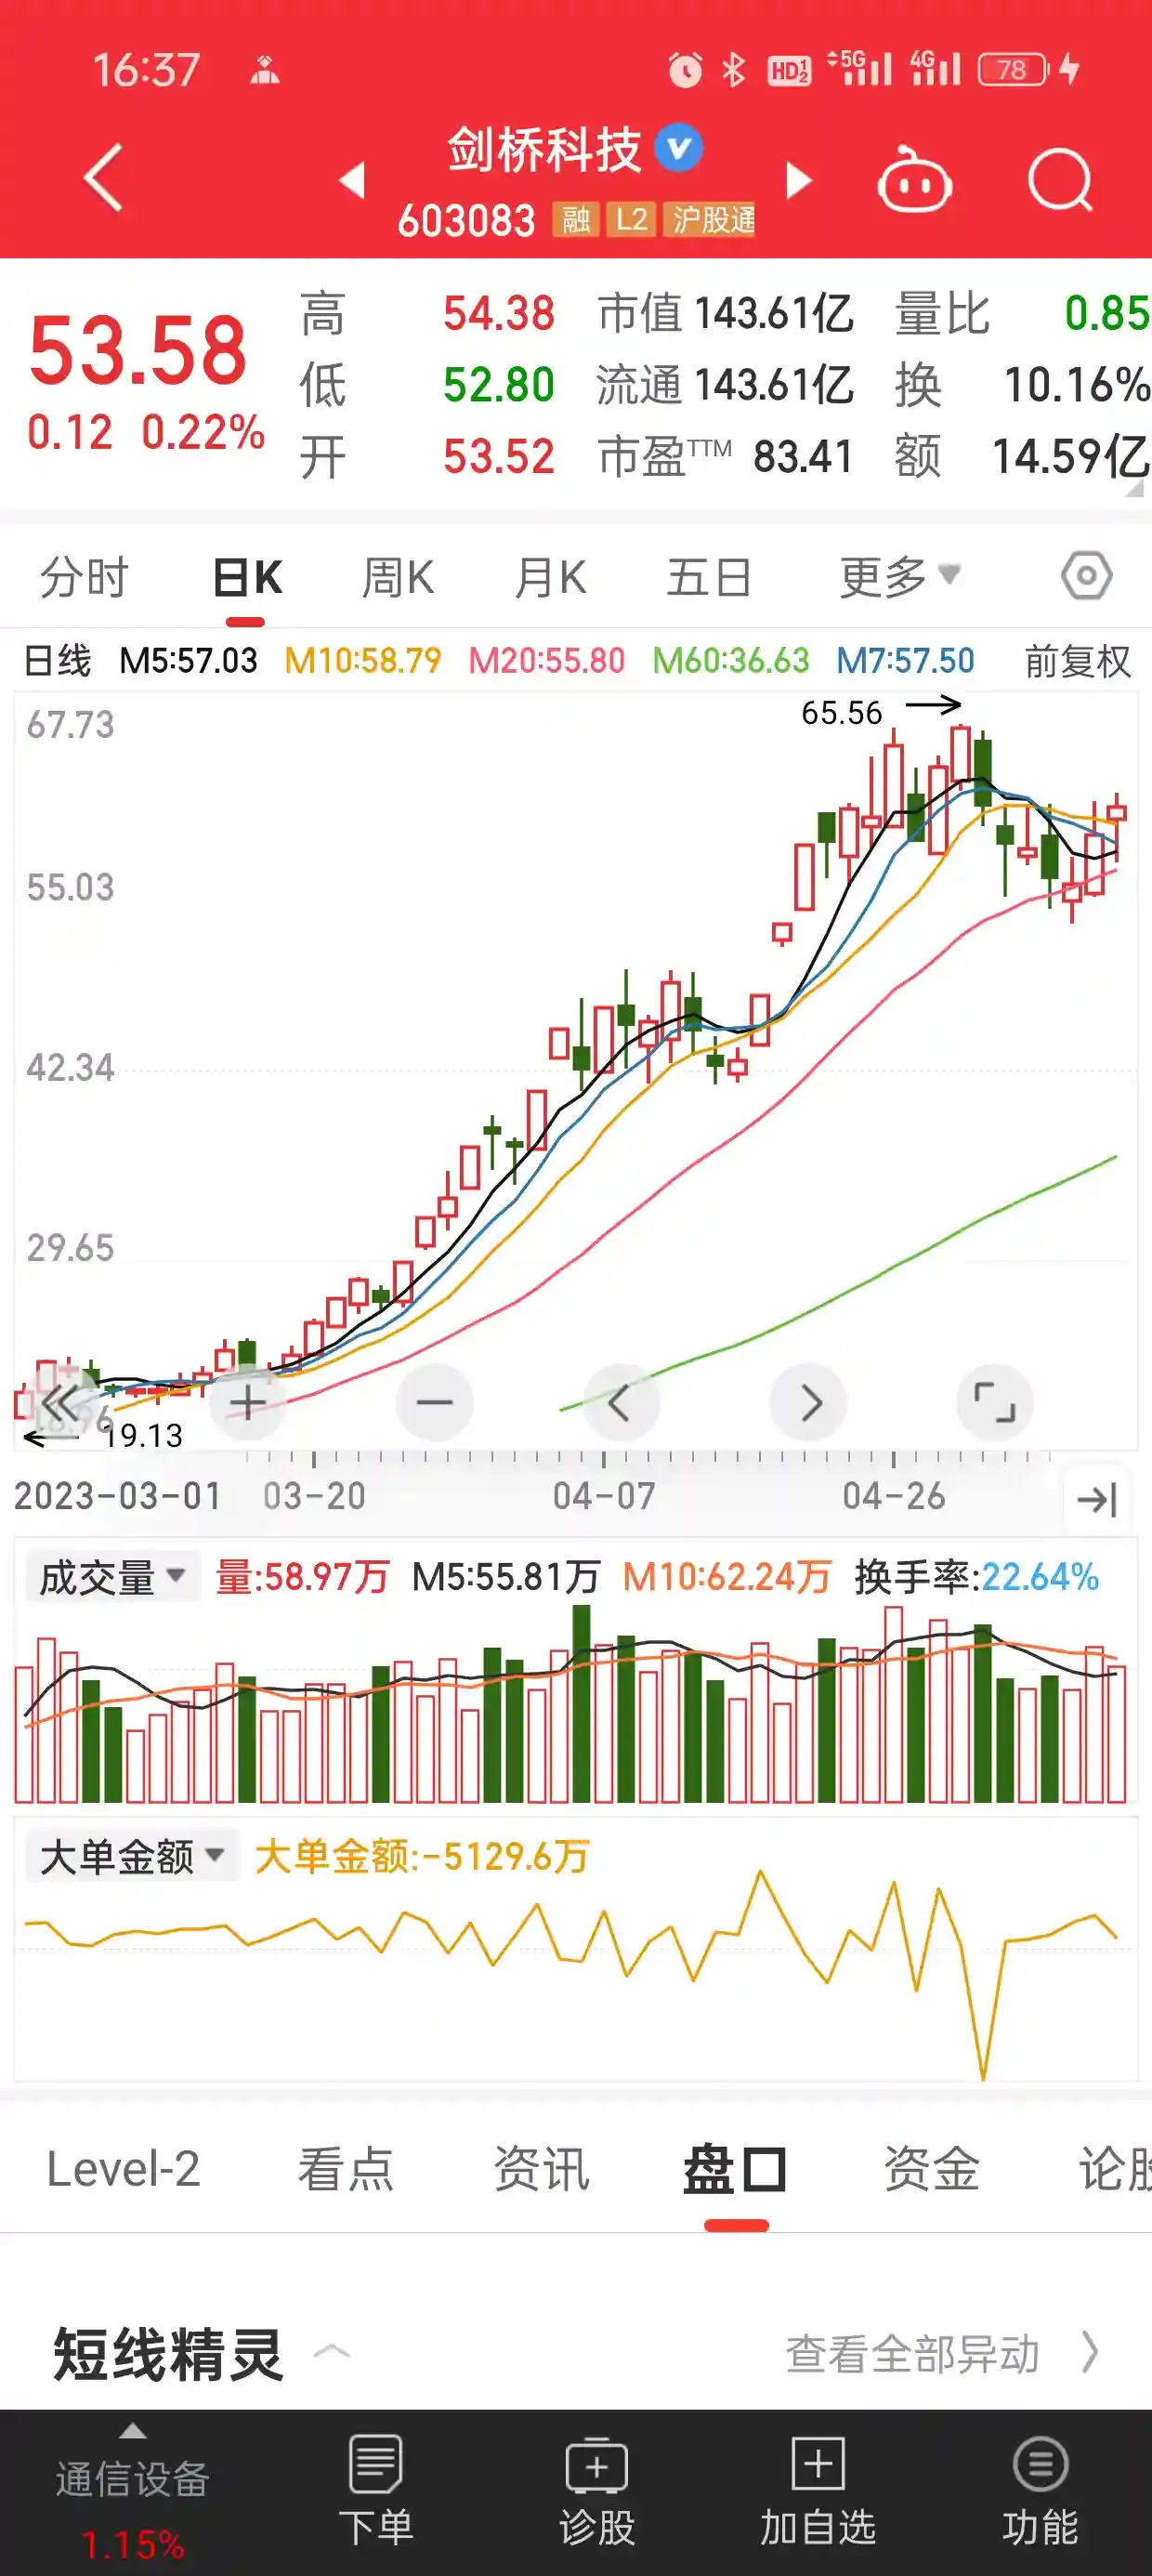 16:37 HD 1 2 5G 4G 78
剑桥科技
603083 融 L2 沪股通
53.58 高 54.38 市值 143.61亿 量比 0.85
低 52.80 流通 143.61亿 换 10.16%
0.12 0.22%
开 53.52 市盈TTM 83.41 额 14.59亿
分时 日K 周K 月K 五日 更多
日线 M5:57.03 M10:58.79 M20:55.80 M60:36.63 M7:57.50 前复权
67.73
65.56
55.03
42.34
29.65
19.13
2023-03-01 03-20 04-07 04-26
成交量 量:58.97万 M5:55.81万 M10:62.24万 换手率:22.64%
大单金额 大单金额:-5129.6万
Level-2 看点 资讯 盘口 资金 论股
短线精灵 查看全部异动
通信设备 下单 诊股 加自选 功能
1.15%